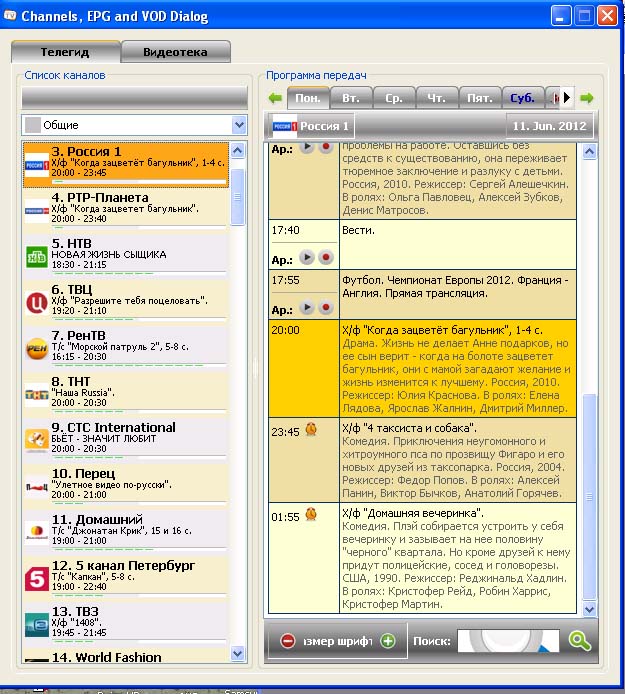 Channels, EPG and VOD Dialog
Телегид
Видеотека
Список каналов
Общие
3. Россия 1
Х/ф "Когда зацветёт багульник", 1-4 с.
20:00 - 23:45
4. РТР-Планета
Х/ф "Когда зацветет багульник".
20:00 - 23:40
5. НТВ
НОВАЯ ЖИЗНЬ СЫЩИКА
18:30 - 21:15
6. ТВЦ
Х/ф "Разрешите тебя поцеловать".
19:20 - 21:10
7. РенТВ
Т/с "Морской патруль 2", 5-8 с.
16:15 - 20:30
8. ТНТ
"Наша Russia".
20:00 - 20:30
9. СТС International
6ЬЁТ - ЗНАЧИТ ЛЮБИТ
20:00 - 20:30
10. Перец
"Улетное видео по-русски".
20:00 - 21:00
11. Домашний
Т/с "Джонатан Крик", 15 и 16 с.
19:00 - 21:00
12. 5 канал Петербург
Т/с "Капкан", 5-8 с.
19:00 - 22:40
13. ТВ3
Х/ф "1408".
19:45 - 21:45
14. World Fashion
Программа передач
Пон.
Вт.
Ср.
Чт.
Пят.
Суб.
Россия 1
11. Jun. 2012
Ар.:
проблемы на работе. Оставшись без
средств к существованию, она переживает
тюремное заключение и разлуку с детьми.
Россия, 2010. Режиссер: Сергей Алешечкин.
В ролях: Ольга Павловец, Алексей Зубков,
Денис Матросов.
17:40
Вести.
Ар.:
17:55
Футбол. Чемпионат Европы 2012. Франция -
Англия. Прямая трансляция.
Ар.:
20:00
Х/ф "Когда зацветёт багульник", 1-4 с.
Драма. Жизнь не делает Анне подарков, но
ее сын верит - когда на болоте зацветет
багульник, они с мамой загадают желание и
жизнь изменится к лучшему. Россия, 2010.
Режиссер: Юлия Краснова. В ролях: Елена
Лядова, Ярослав Жалнин, Дмитрий Миллер.
23:45
Х/ф "4 таксиста и собака".
Комедия. Приключения неугомонного и
хитроумного пса по прозвищу Фигаро и его
новых друзей из таксопарка. Россия, 2004.
Режиссер: Федор Попов. В ролях: Алексей
Панин, Виктор Бычков, Анатолий Горячев.
01:55
Х/ф "Домашняя вечеринка".
Комедия. Плэй собирается устроить у себя
вечеринку и зазывает на нее половину
"черного" квартала. Но кроме друзей к нему
придут полицейские, сосед и головорезы.
США, 1990. Режиссер: Реджинальд Хадлин.
В ролях: Кристофер Рейд, Робин Харрис,
Кристофер Мартин.
змер шрифт
Поиск: